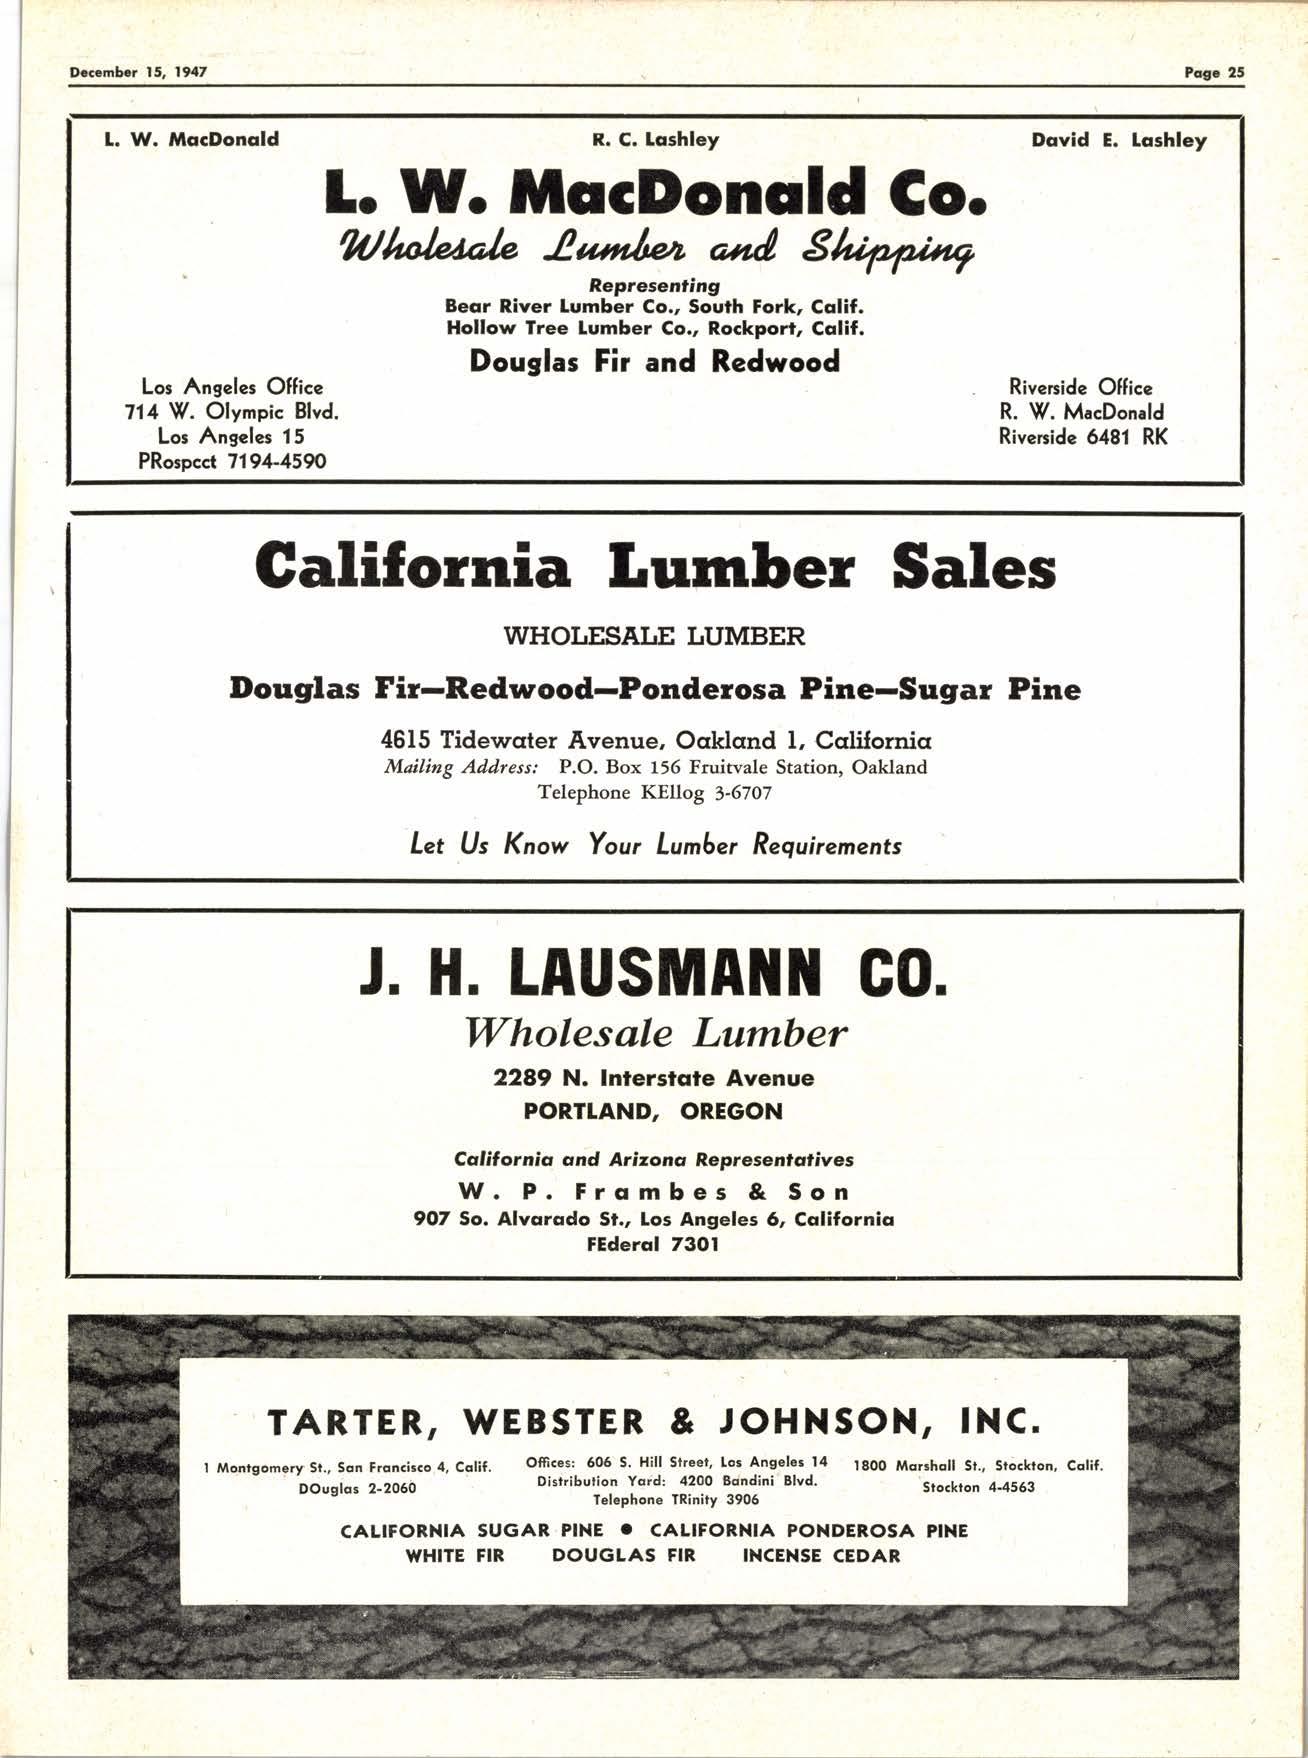 December 15, 1947 Page 25
L. W. MacDonald R. C. Lashley David E. Lashley
L. W. MacDonald Co.
Wholesale Lumber and Shipping
Representing
Bear River Lumber Co., South Fork, Calif.
Hollow Tree Lumber Co., Rockport, Calif.
Douglas Fir and Redwood
Los Angeles Office
714 W. Olympic Blvd.
Los Angeles 15
PRospcct 7194-4590
Riverside Office
R. W. MacDonald
Riverside 6481 RK
California Lumber Sales
WHOLESALE LUMBER
Douglas Fir—Redwood—Ponderosa Pine—Sugar Pine
4615 Tidewater Avenue, Oakland 1, California
Mailing Address: P.O. Box 156 Fruitvale Station, Oakland
Telephone KEllog 3-6707
Let Us Know Your Lumber Requirements
J. H. LAUSMANN CO.
Wholesale Lumber
2289 N. Interstate Avenue
PORTLAND, OREGON
California and Arizona Representatives
W. P. Frambes & Son
907 So. Alvarado St., Los Angeles 6, California
FEderal 7301
TARTER, WEBSTER & JOHNSON, INC.
1 Montgomery St., San Francisco 4, Calif.
DOuglas 2-2060
Offices: 606 S. Hill Street, Los Angeles 14
Distribution Yard: 4200 Bandini Blvd.
Telephone TRinity 3906
1800 Marshall St., Stockton, Calif.
Stockton 4-4563
CALIFORNIA SUGAR PINE ● CALIFORNIA PONDEROSA PINE
WHITE FIR DOUGLAS FIR INCENSE CEDAR